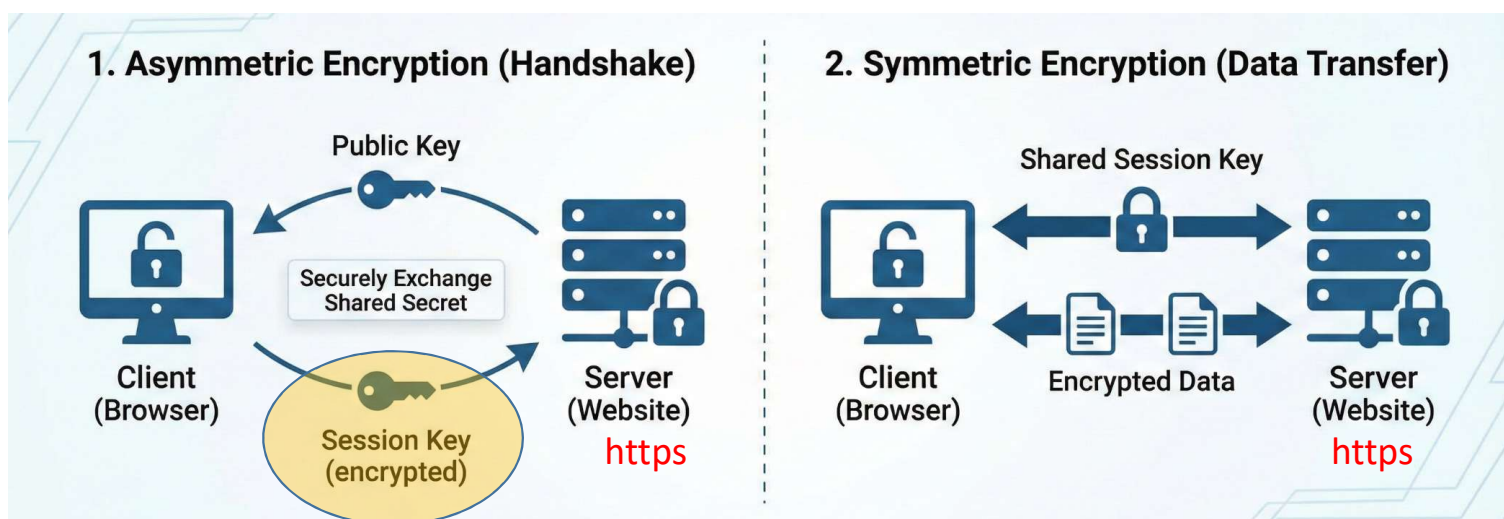 1. Asymmetric Encryption (Handshake)
Public Key
Securely Exchange
Shared Secret
Client
(Browser)
Session Key
(encrypted)
Server
(Website)
https
2. Symmetric Encryption (Data Transfer)
Shared Session Key
Encrypted Data
Client
(Browser)
Server
(Website)
https